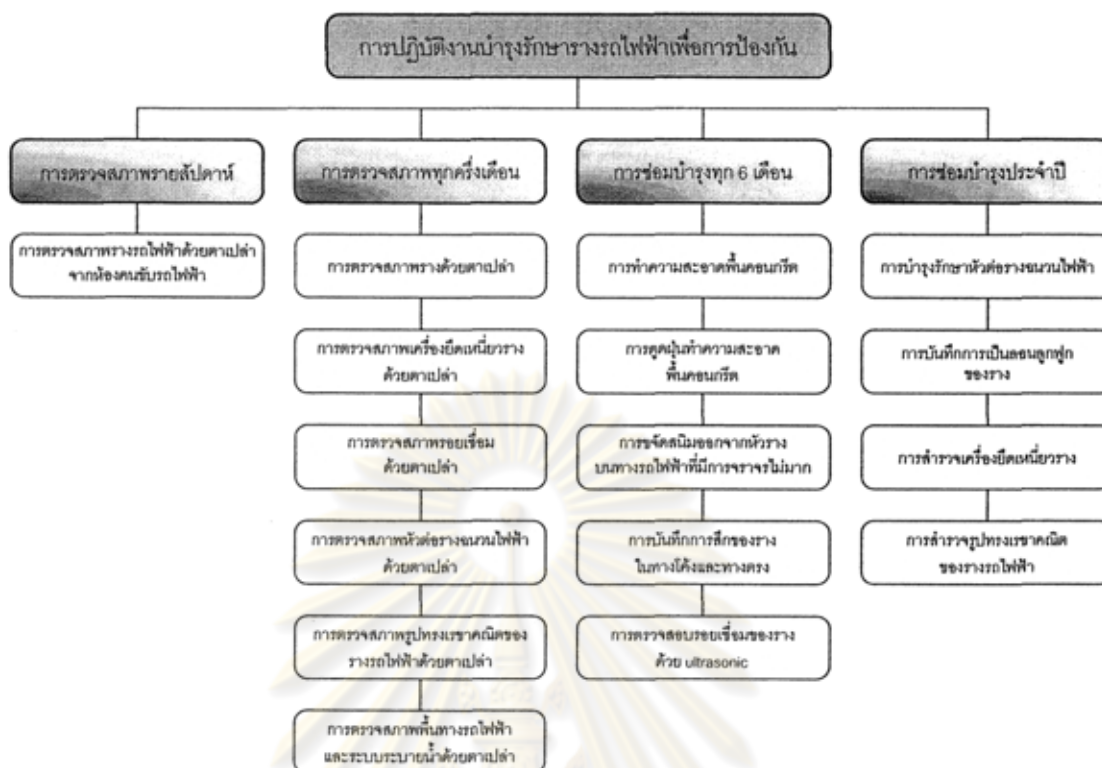 การปฏิบัติงานบำรุงรักษารางรถไฟฟ้าเพื่อการป้องกัน
การตรวจสภาพรายสัปดาห์
การตรวจสภาพรางรถไฟฟ้าด้วยตาเปล่า
จากห้องคนขับรถไฟฟ้า
การตรวจสภาพทุกครึ่งเดือน
การตรวจสภาพรางด้วยตาเปล่า
การตรวจสภาพเครื่องยึดเหนี่ยวราง
ด้วยตาเปล่า
การตรวจสภาพรอยเชื่อม
ด้วยตาเปล่า
การตรวจสภาพหัวต่อรางฉนวนไฟฟ้า
ด้วยตาเปล่า
การตรวจสภาพรูปทรงเรขาคณิตของ
รางรถไฟฟ้าด้วยตาเปล่า
การตรวจสภาพพื้นทางรถไฟฟ้า
และระบบระบายน้ำด้วยตาเปล่า
การซ่อมบำรุงทุก 6 เดือน
การทำความสะอาดพื้นคอนกรีต
การดูดฝุ่นทำความสะอาด
พื้นคอนกรีต
การขจัดสนิมออกจากหัวราง
บนทางรถไฟฟ้าที่มีการจราจรไม่มาก
การบันทึกการสึกของราง
ในทางโค้งและทางตรง
การตรวจสอบรอยเชื่อมของราง
ด้วย ultrasonic
การซ่อมบำรุงประจำปี
การบำรุงรักษาหัวต่อรางฉนวนไฟฟ้า
การบันทึกการเป็นลอนลูกฟูก
ของราง
การสำรวจเครื่องยึดเหนี่ยวราง
การสำรวจรูปทรงเรขาคณิต
ของรางรถไฟฟ้า